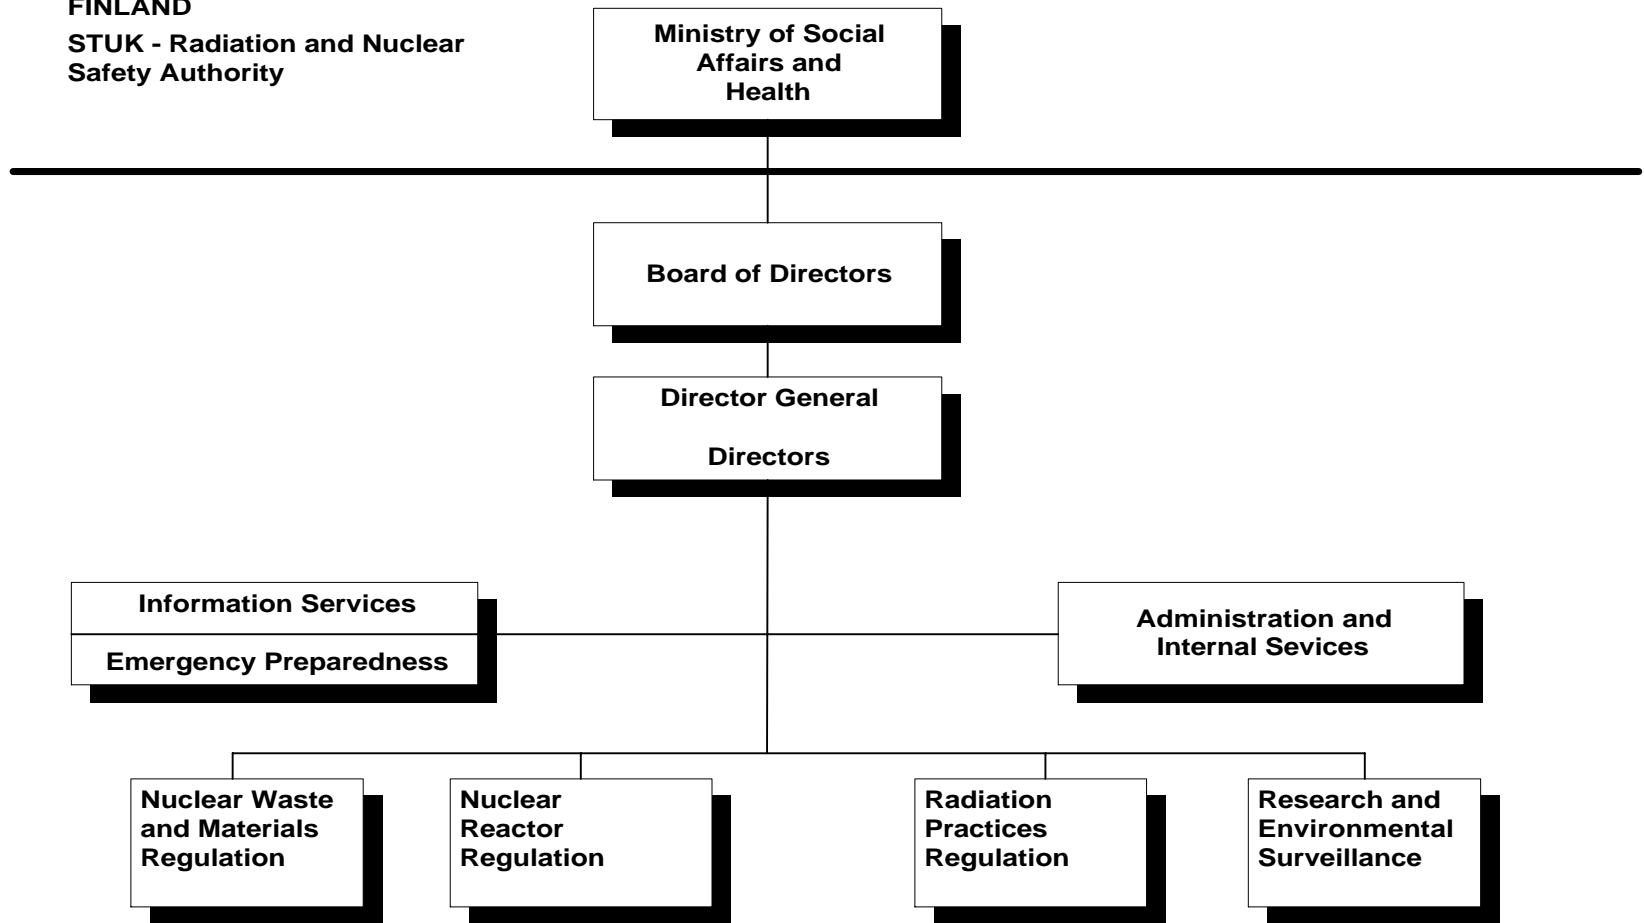 FINLAND
STUK - Radiation and Nuclear
Safety Authority
Ministry of Social
Affairs and
Health
Board of Directors
Director General
Directors
Information Services
Emergency Preparedness
Administration and
Internal Sevices
Nuclear Waste
and Materials
Regulation
Nuclear
Reactor
Regulation
Radiation
Practices
Regulation
Research and
Environmental
Surveillance